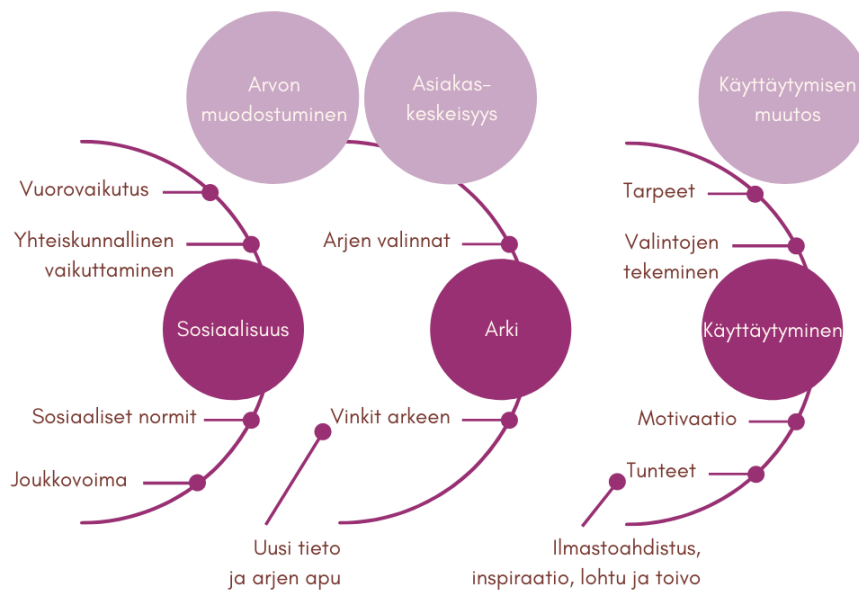 Arvon
muodostuminen
Asiakas-
keskeisyys
Käyttäytymisen
muutos
Vuorovaikutus
Yhteiskunnallinen
vaikuttaminen
Sosiaalisuus
Sosiaaliset normit
Joukkovoima
Arjen valinnat
Arki
Vinkit arkeen
Uusi tieto
ja arjen apu
Tarpeet
Valintojen
tekeminen
Käyttäytyminen
Motivaatio
Tunteet
Ilmastoahdistus,
inspiraatio, lohtu ja toivo